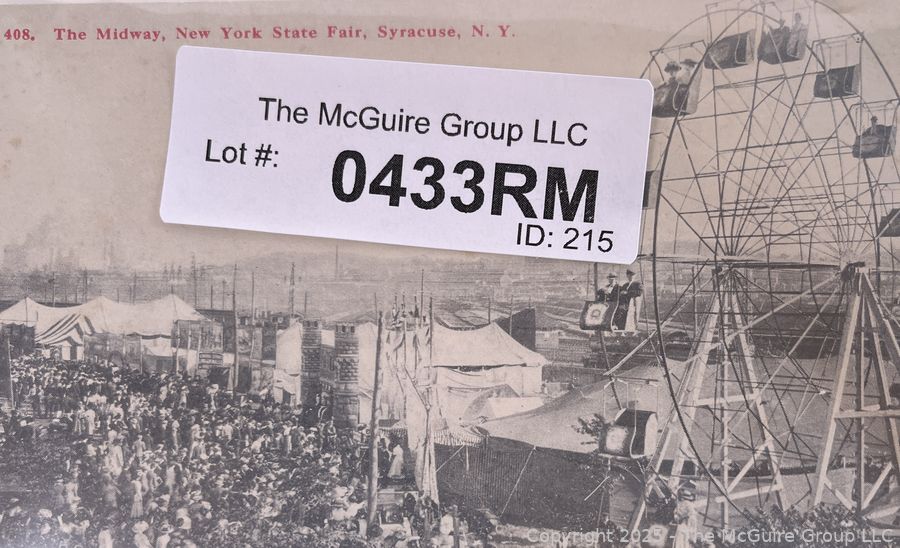 408. The Midway, New York State Fair, Syracuse, N. Y.
The McGuire Group LLC
Lot #: 0433RM
ID: 215
Copyright 2025 - The McGuire Group LLC